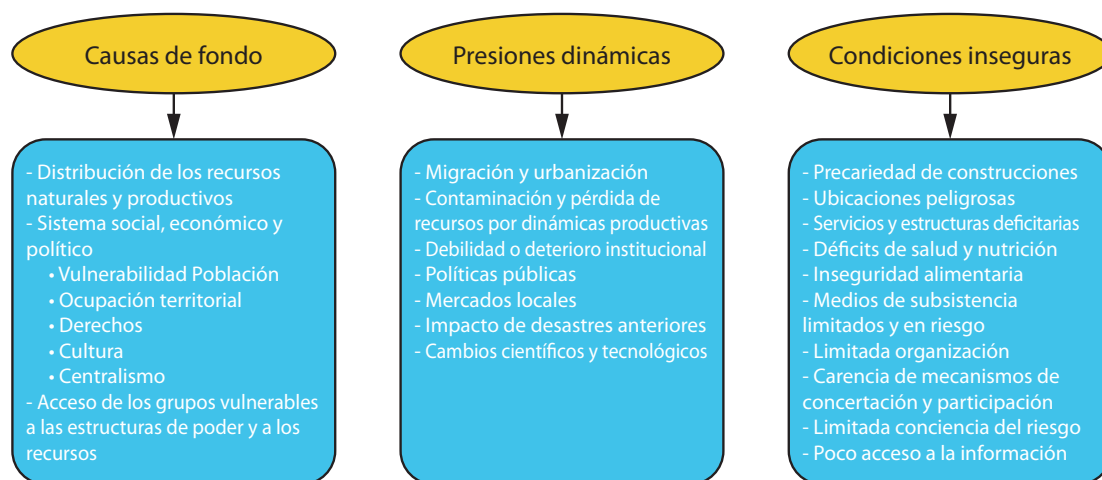 Causas de fondo
- Distribución de los recursos
naturales y productivos
- Sistema social, económico y
político
• Vulnerabilidad Población
• Ocupación territorial
• Derechos
• Cultura
• Centralismo
- Acceso de los grupos vulnerables
a las estructuras de poder y a los
recursos
Presiones dinámicas
- Migración y urbanización
- Contaminación y pérdida de
recursos por dinámicas productivas
- Debilidad o deterioro institucional
- Políticas públicas
- Mercados locales
- Impacto de desastres anteriores
- Cambios científicos y tecnológicos
Condiciones inseguras
- Precariedad de construcciones
- Ubicaciones peligrosas
- Servicios y estructuras deficitarias
- Déficits de salud y nutrición
- Inseguridad alimentaria
- Medios de subsistencia
limitados y en riesgo
- Limitada organización
- Carencia de mecanismos de
concertación y participación
- Limitada conciencia del riesgo
- Poco acceso a la información